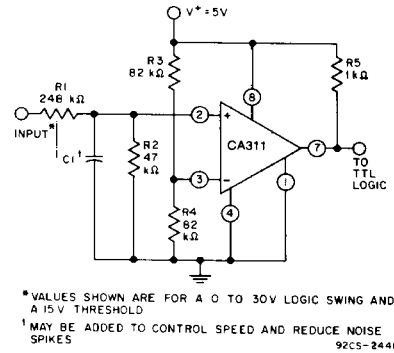 V+ = 5V
R3
82 kΩ
R5
1kΩ
R1
248 kΩ
8
INPUT*
2
+
C1†
R2
47
kΩ
CA311
7
3
−
1
TO
TTL
LOGIC
R4
82
kΩ
4
* VALUES SHOWN ARE FOR A 0 TO 30V LOGIC SWING AND
A 15V THRESHOLD
† MAY BE ADDED TO CONTROL SPEED AND REDUCE NOISE
SPIKES